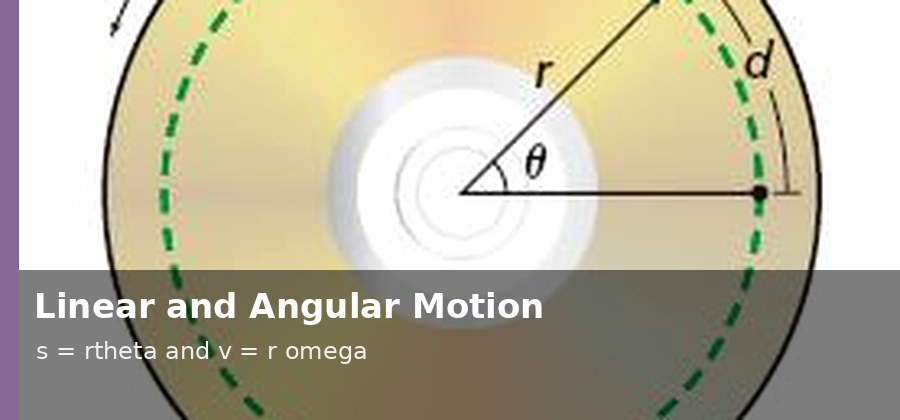 d
r
θ
Linear and Angular Motion
s = rtheta and v = r omega